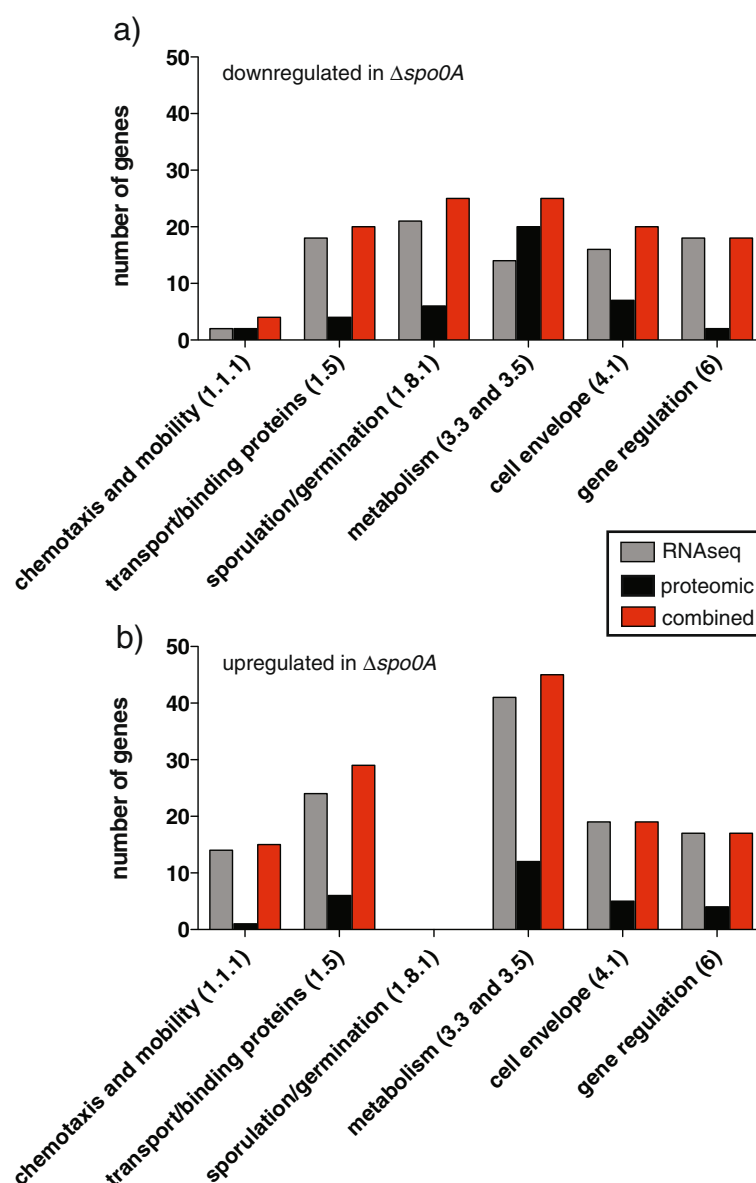 a)
downregulated in Δspo0A
number of genes
50
40
30
20
10
0
chemotaxis and mobility (1.1.1)
transport/binding proteins (1.5)
sporulation/germination (1.8.1)
metabolism (3.3 and 3.5)
cell envelope (4.1)
gene regulation (6)
RNAseq
proteomic
combined
b)
upregulated in Δspo0A
number of genes
50
40
30
20
10
0
chemotaxis and mobility (1.1.1)
transport/binding proteins (1.5)
sporulation/germination (1.8.1)
metabolism (3.3 and 3.5)
cell envelope (4.1)
gene regulation (6)